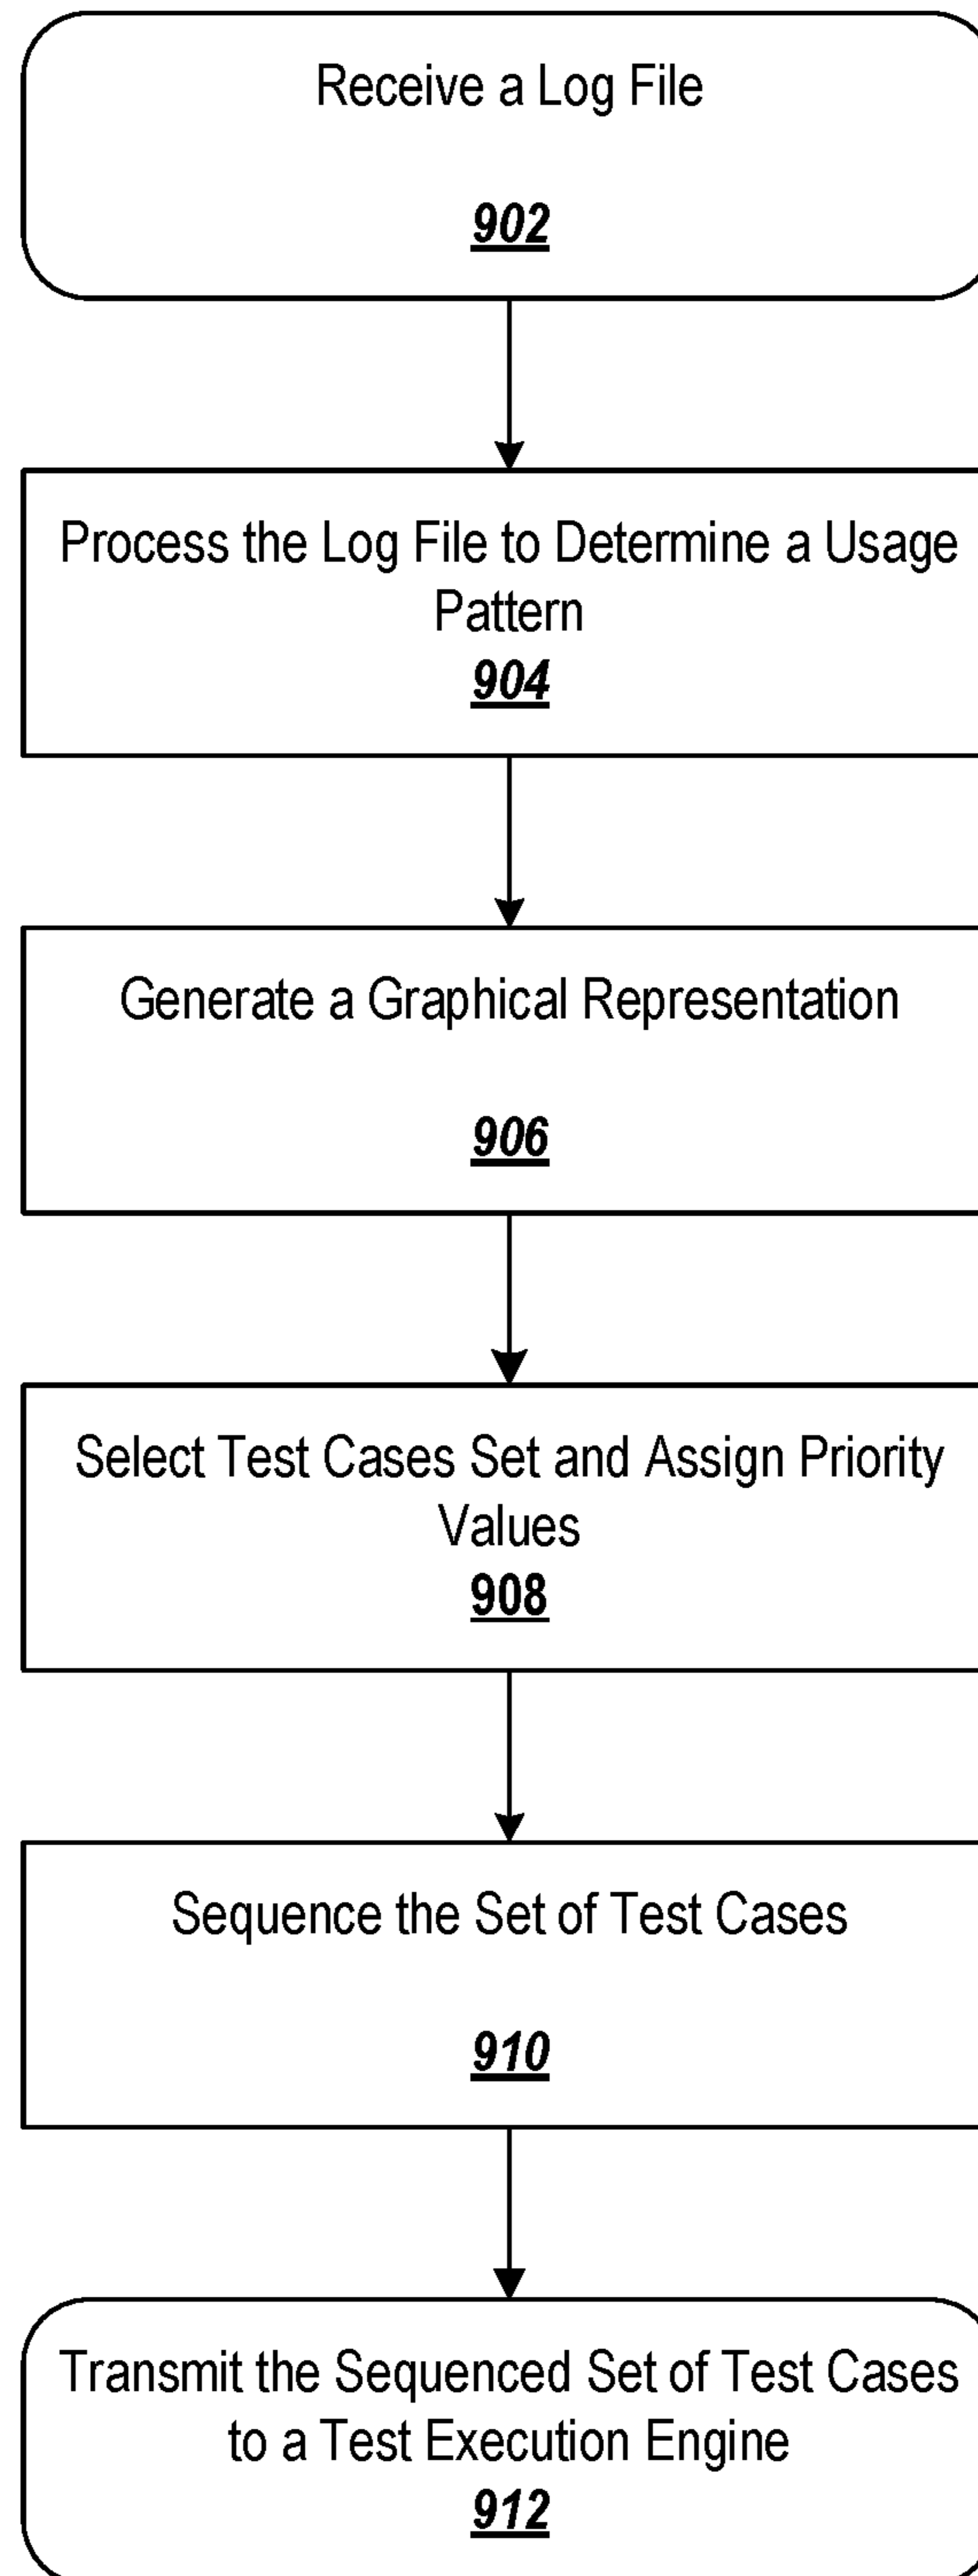 Receive a Log File
902
Process the Log File to Determine a Usage
Pattern
904
Generate a Graphical Representation
906
Select Test Cases Set and Assign Priority
Values
908
Sequence the Set of Test Cases
910
Transmit the Sequenced Set of Test Cases
to a Test Execution Engine
912